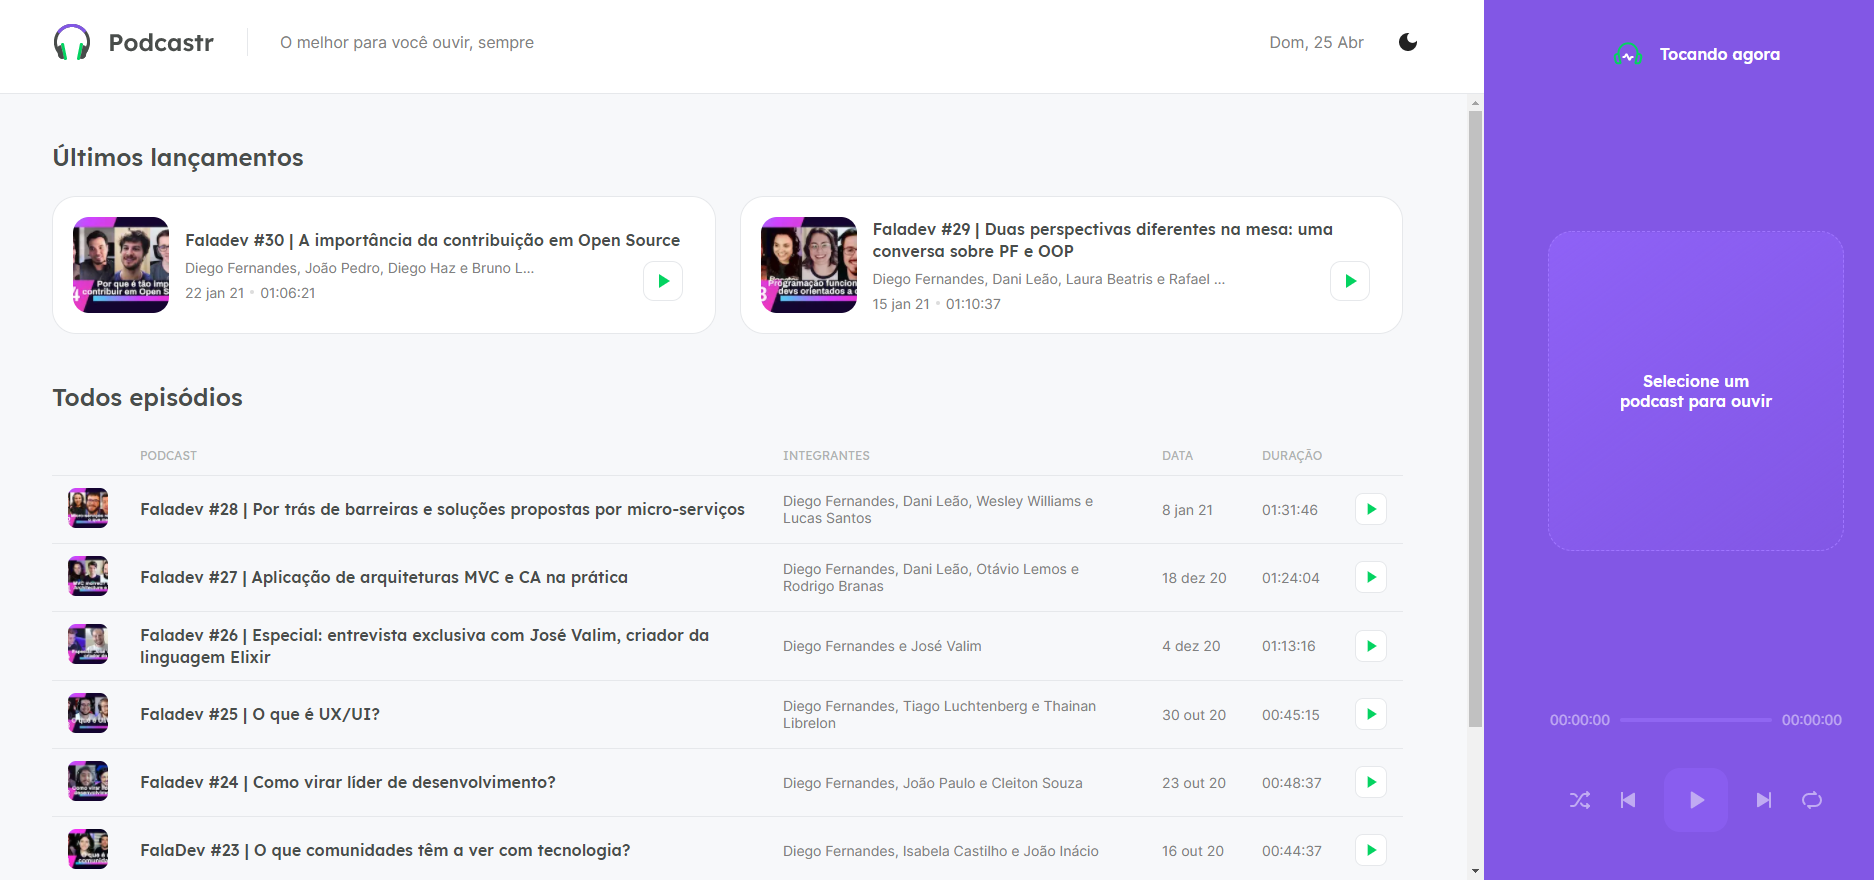 Podcastr
O melhor para você ouvir, sempre
Dom, 25 Abr
Últimos lançamentos
Por que é tão imp
contribuir em Open S
Faladev #30 | A importância da contribuição em Open Source
Diego Fernandes, João Pedro, Diego Haz e Bruno L...
22 jan 21 • 01:06:21
Programação funcion
devs orientados a o
Faladev #29 | Duas perspectivas diferentes na mesa: uma
conversa sobre PF e OOP
Diego Fernandes, Dani Leão, Laura Beatris e Rafael ...
15 jan 21 • 01:10:37
Todos episódios
PODCAST INTEGRANTES DATA DURAÇÃO
Faladev #28 | Por trás de barreiras e soluções propostas por micro-serviços
Diego Fernandes, Dani Leão, Wesley Williams e
Lucas Santos
8 jan 21
01:31:46
Faladev #27 | Aplicação de arquiteturas MVC e CA na prática
Diego Fernandes, Dani Leão, Otávio Lemos e
Rodrigo Branas
18 dez 20
01:24:04
Faladev #26 | Especial: entrevista exclusiva com José Valim, criador da
linguagem Elixir
Diego Fernandes e José Valim
4 dez 20
01:13:16
Faladev #25 | O que é UX/UI?
Diego Fernandes, Tiago Luchtenberg e Thainan
Librelon
30 out 20
00:45:15
Faladev #24 | Como virar líder de desenvolvimento?
Diego Fernandes, João Paulo e Cleiton Souza
23 out 20
00:48:37
FalaDev #23 | O que comunidades têm a ver com tecnologia?
Diego Fernandes, Isabela Castilho e João Inácio
16 out 20
00:44:37
Tocando agora
Selecione um
podcast para ouvir
00:00:00
00:00:00